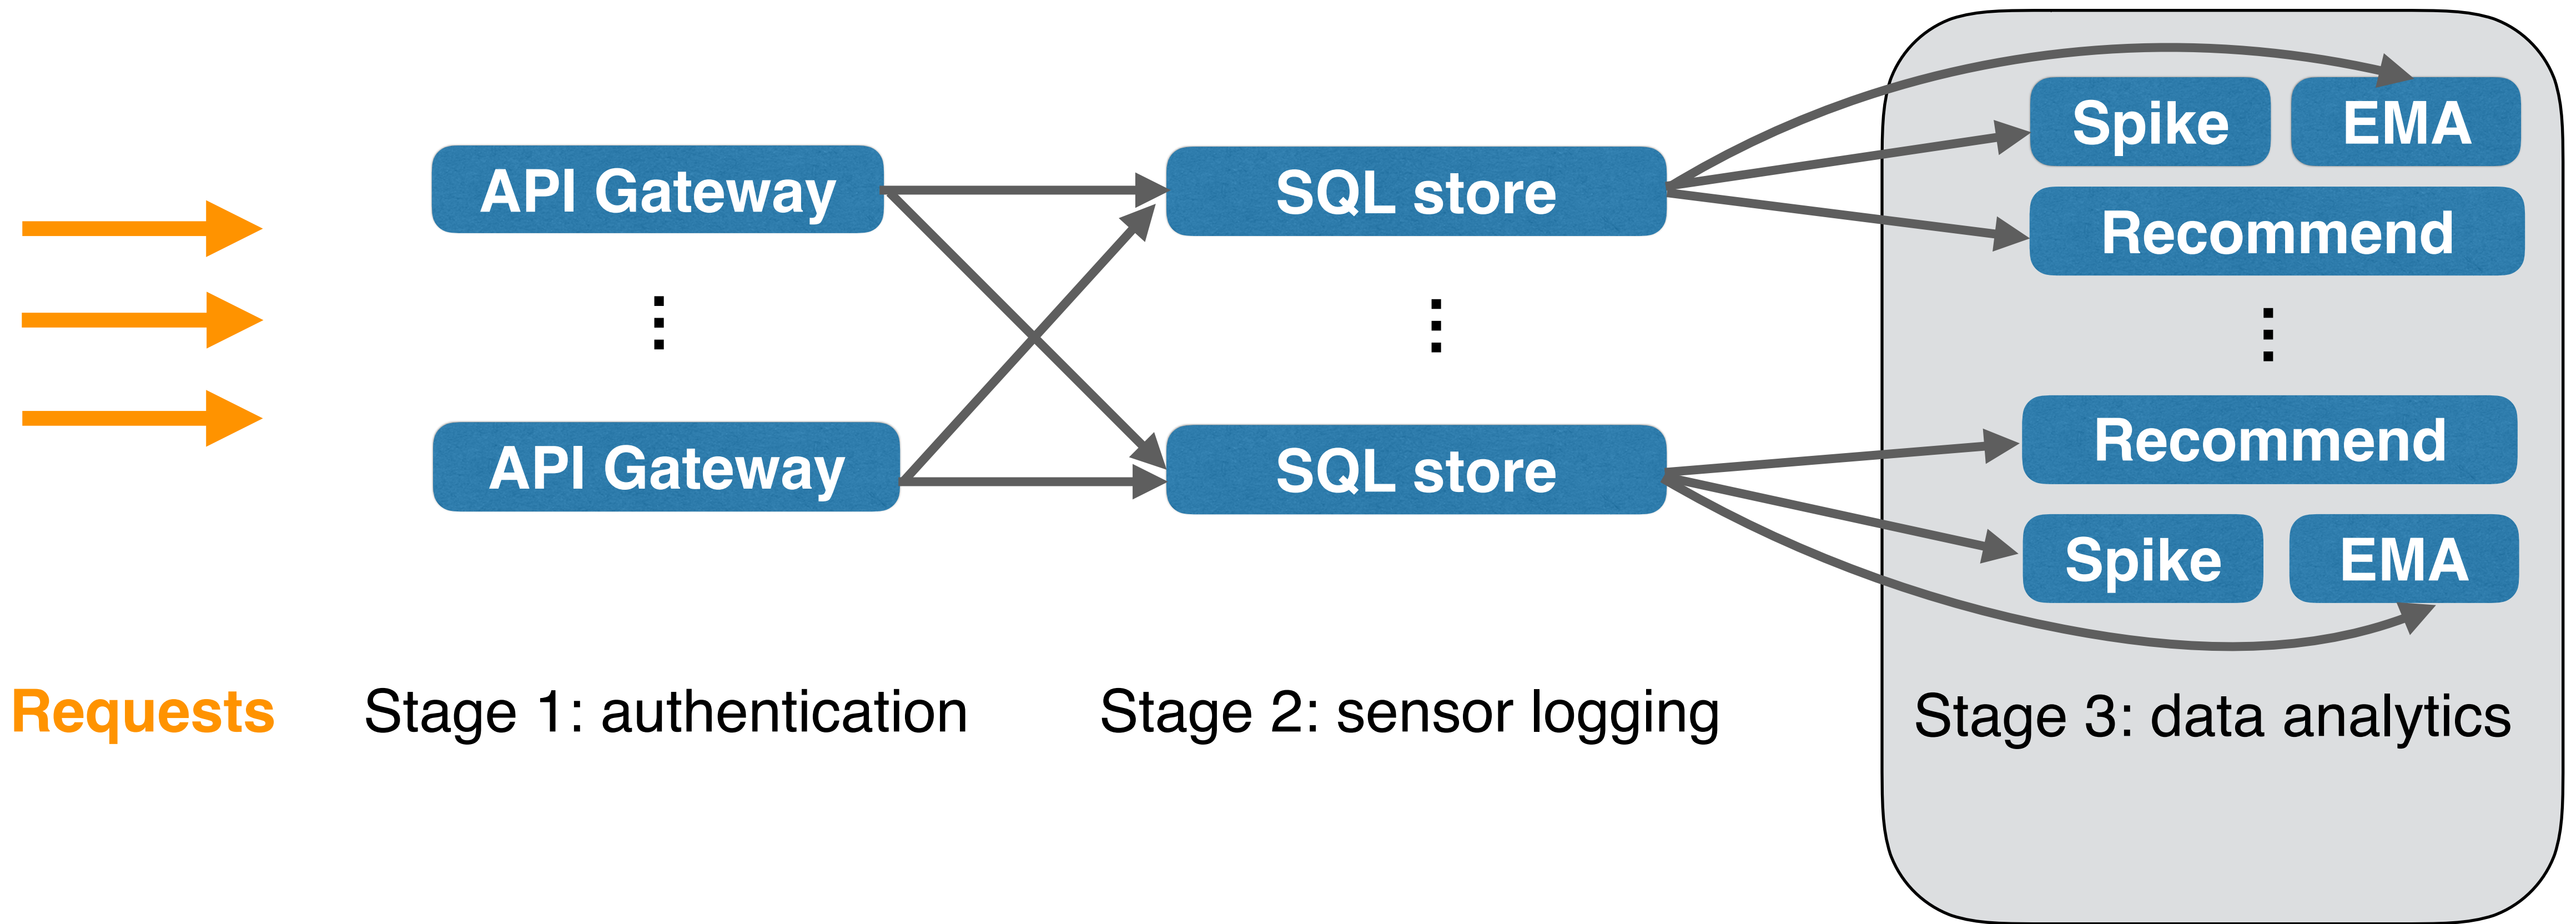 Spike
EMA
API Gateway
SQL store
Recommend
API Gateway
SQL store
Recommend
Spike
EMA
Requests
Stage 1: authentication
Stage 2: sensor logging
Stage 3: data analytics